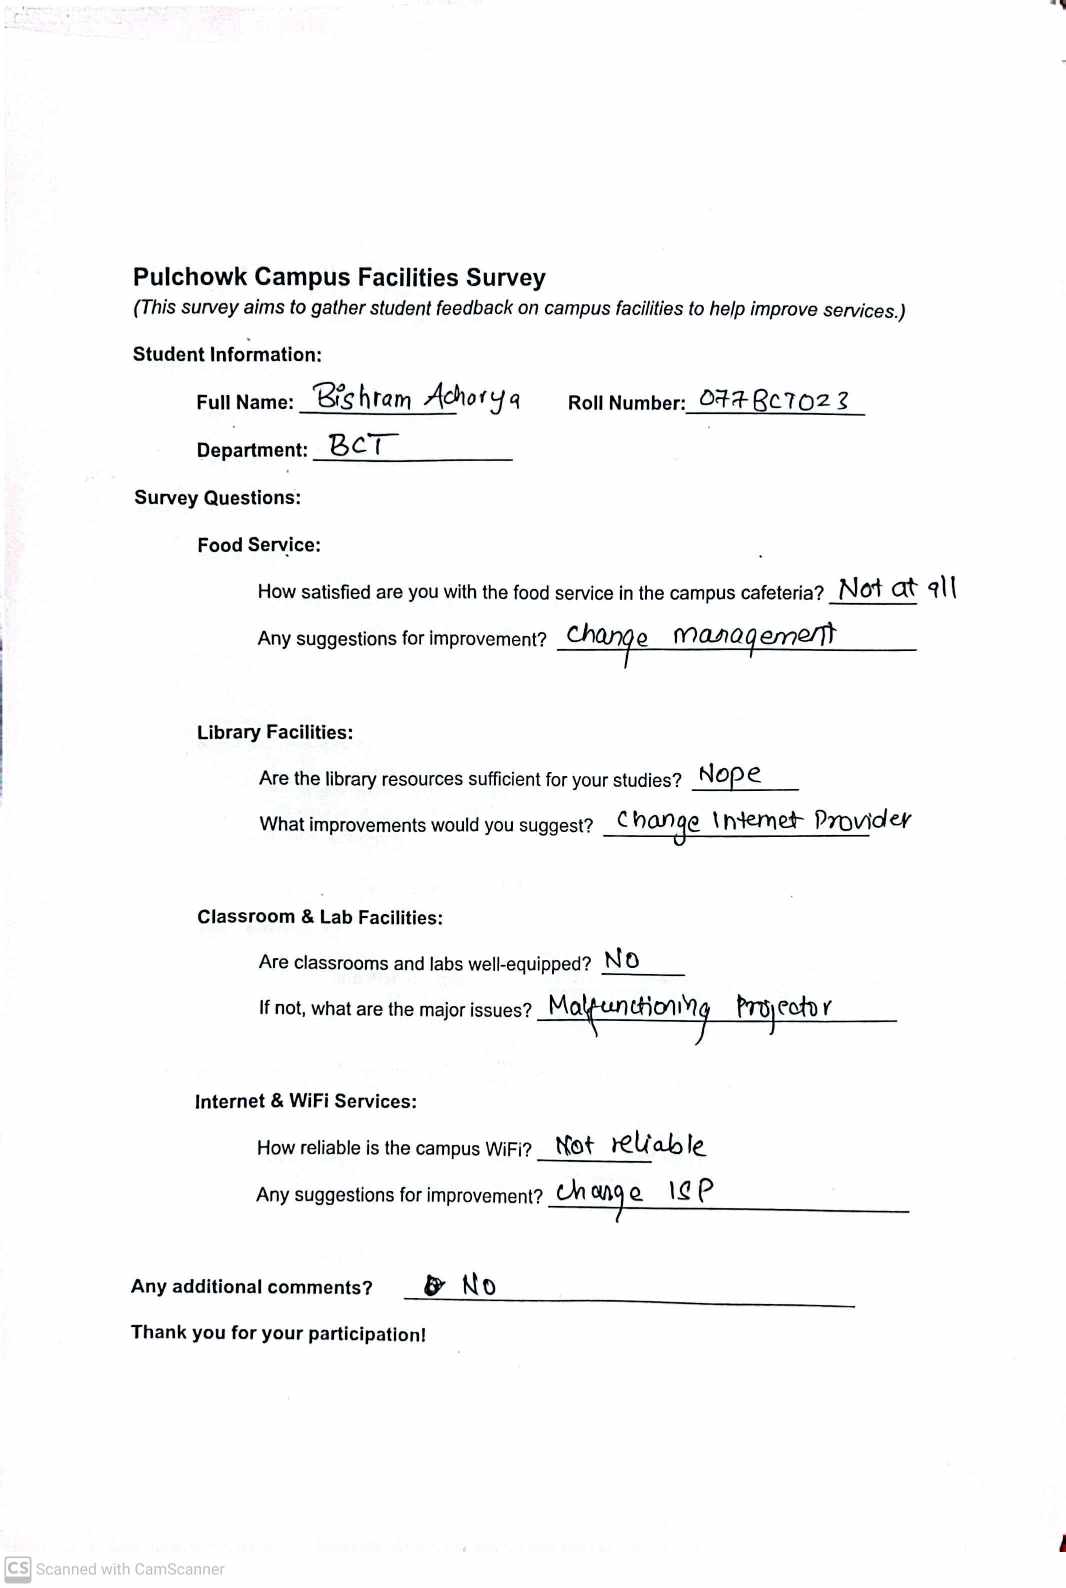 Pulchowk Campus Facilities Survey
(This survey aims to gather student feedback on campus facilities to help improve services.)
Student Information:
Full Name: Bishram Achorya Roll Number: 077BCT023
Department: BCT
Survey Questions:
Food Service:
How satisfied are you with the food service in the campus cafeteria? Not at all
Any suggestions for improvement? Change management
Library Facilities:
Are the library resources sufficient for your studies? Nope
What improvements would you suggest? Change Internet Provider
Classroom & Lab Facilities:
Are classrooms and labs well-equipped? NO
If not, what are the major issues? Malfunctioning Projector
Internet & WiFi Services:
How reliable is the campus WiFi? Not reliable
Any suggestions for improvement? Change ISP
Any additional comments? NO
Thank you for your participation!
CS Scanned with CamScanner